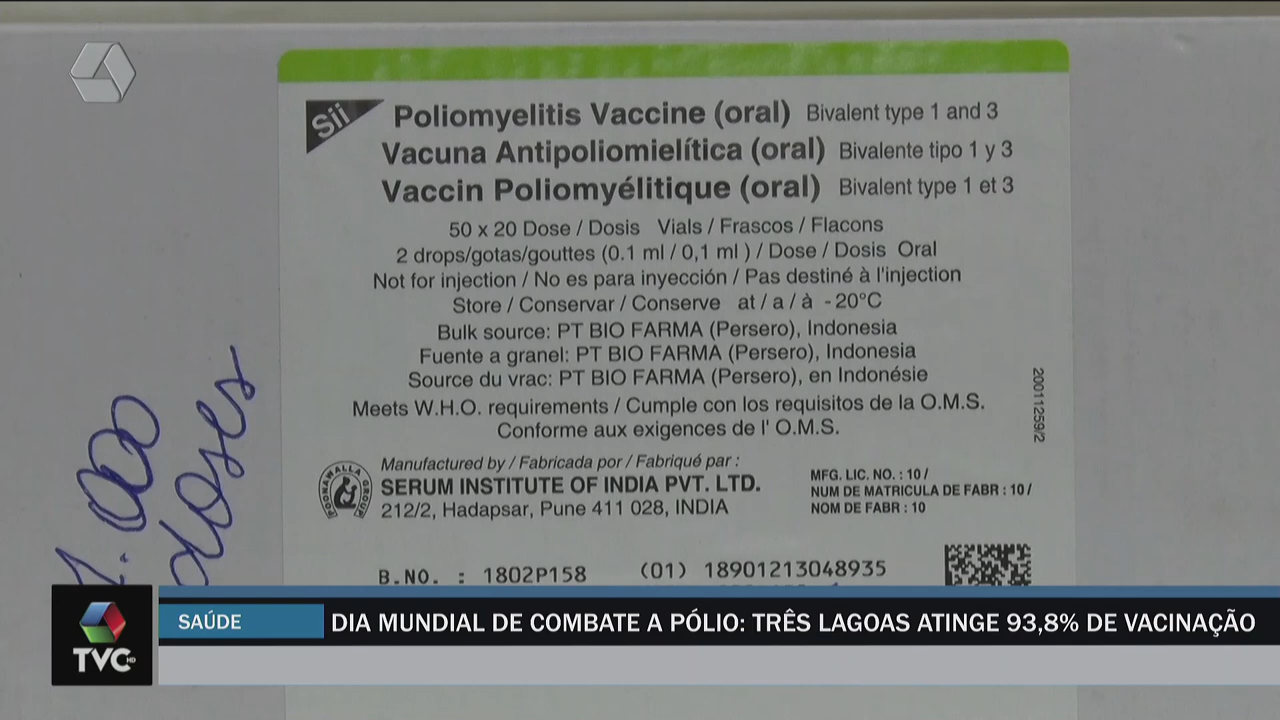 Sii
Poliomyelitis Vaccine (oral) Bivalent type 1 and 3
Vacuna Antipoliomielítica (oral) Bivalente tipo 1 y 3
Vaccin Poliomyélitique (oral) Bivalent type 1 et 3
50 x 20 Dose / Dosis Vials / Frascos / Flacons
2 drops/gotas/gouttes (0.1 ml / 0,1 ml ) / Dose / Dosis Oral
Not for injection / No es para inyección / Pas destiné à l'injection
Store / Conservar / Conserve at / a / à - 20°C
Bulk source: PT BIO FARMA (Persero), Indonesia
Fuente a granel: PT BIO FARMA (Persero), Indonesia
Source du vrac: PT BIO FARMA (Persero), en Indonésie
Meets W.H.O. requirements / Cumple con los requisitos de la O.M.S.
Conforme aux exigences de l' O.M.S.
20011259/2
Manufactured by / Fabricada por / Fabriqué par :
SERUM INSTITUTE OF INDIA PVT. LTD.
212/2, Hadapsar, Pune 411 028, INDIA
POONAWALLA GROUP
MFG. LIC. NO. : 10 /
NUM DE MATRICULA DE FABR : 10 /
NOM DE FABR : 10
B.NO. : 1802P158 (01) 18901213048935
1.000
doses
TVC HD
SAÚDE
DIA MUNDIAL DE COMBATE A PÓLIO: TRÊS LAGOAS ATINGE 93,8% DE VACINAÇÃO